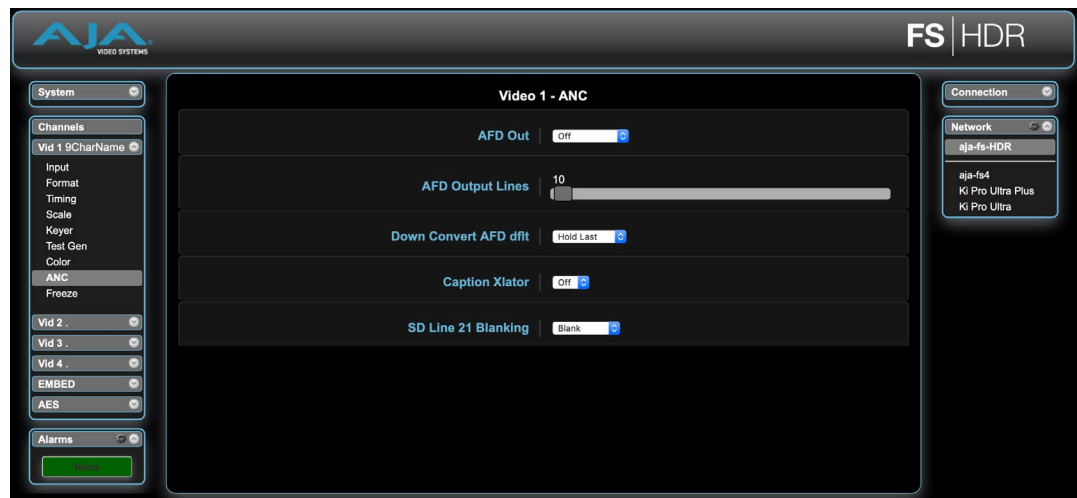 AJA
VIDEO SYSTEMS
FS|HDR
System
Channels
Vid 1 9CharName
Input
Format
Timing
Scale
Keyer
Test Gen
Color
ANC
Freeze
Vid 2 .
Vid 3 .
Vid 4 .
EMBED
AES
Alarms
None
Video 1 - ANC
AFD Out
Off
AFD Output Lines
10
Down Convert AFD dflt
Hold Last
Caption Xlator
Off
SD Line 21 Blanking
Blank
Connection
Network
aja-fs-HDR
aja-fs4
Ki Pro Ultra Plus
Ki Pro Ultra